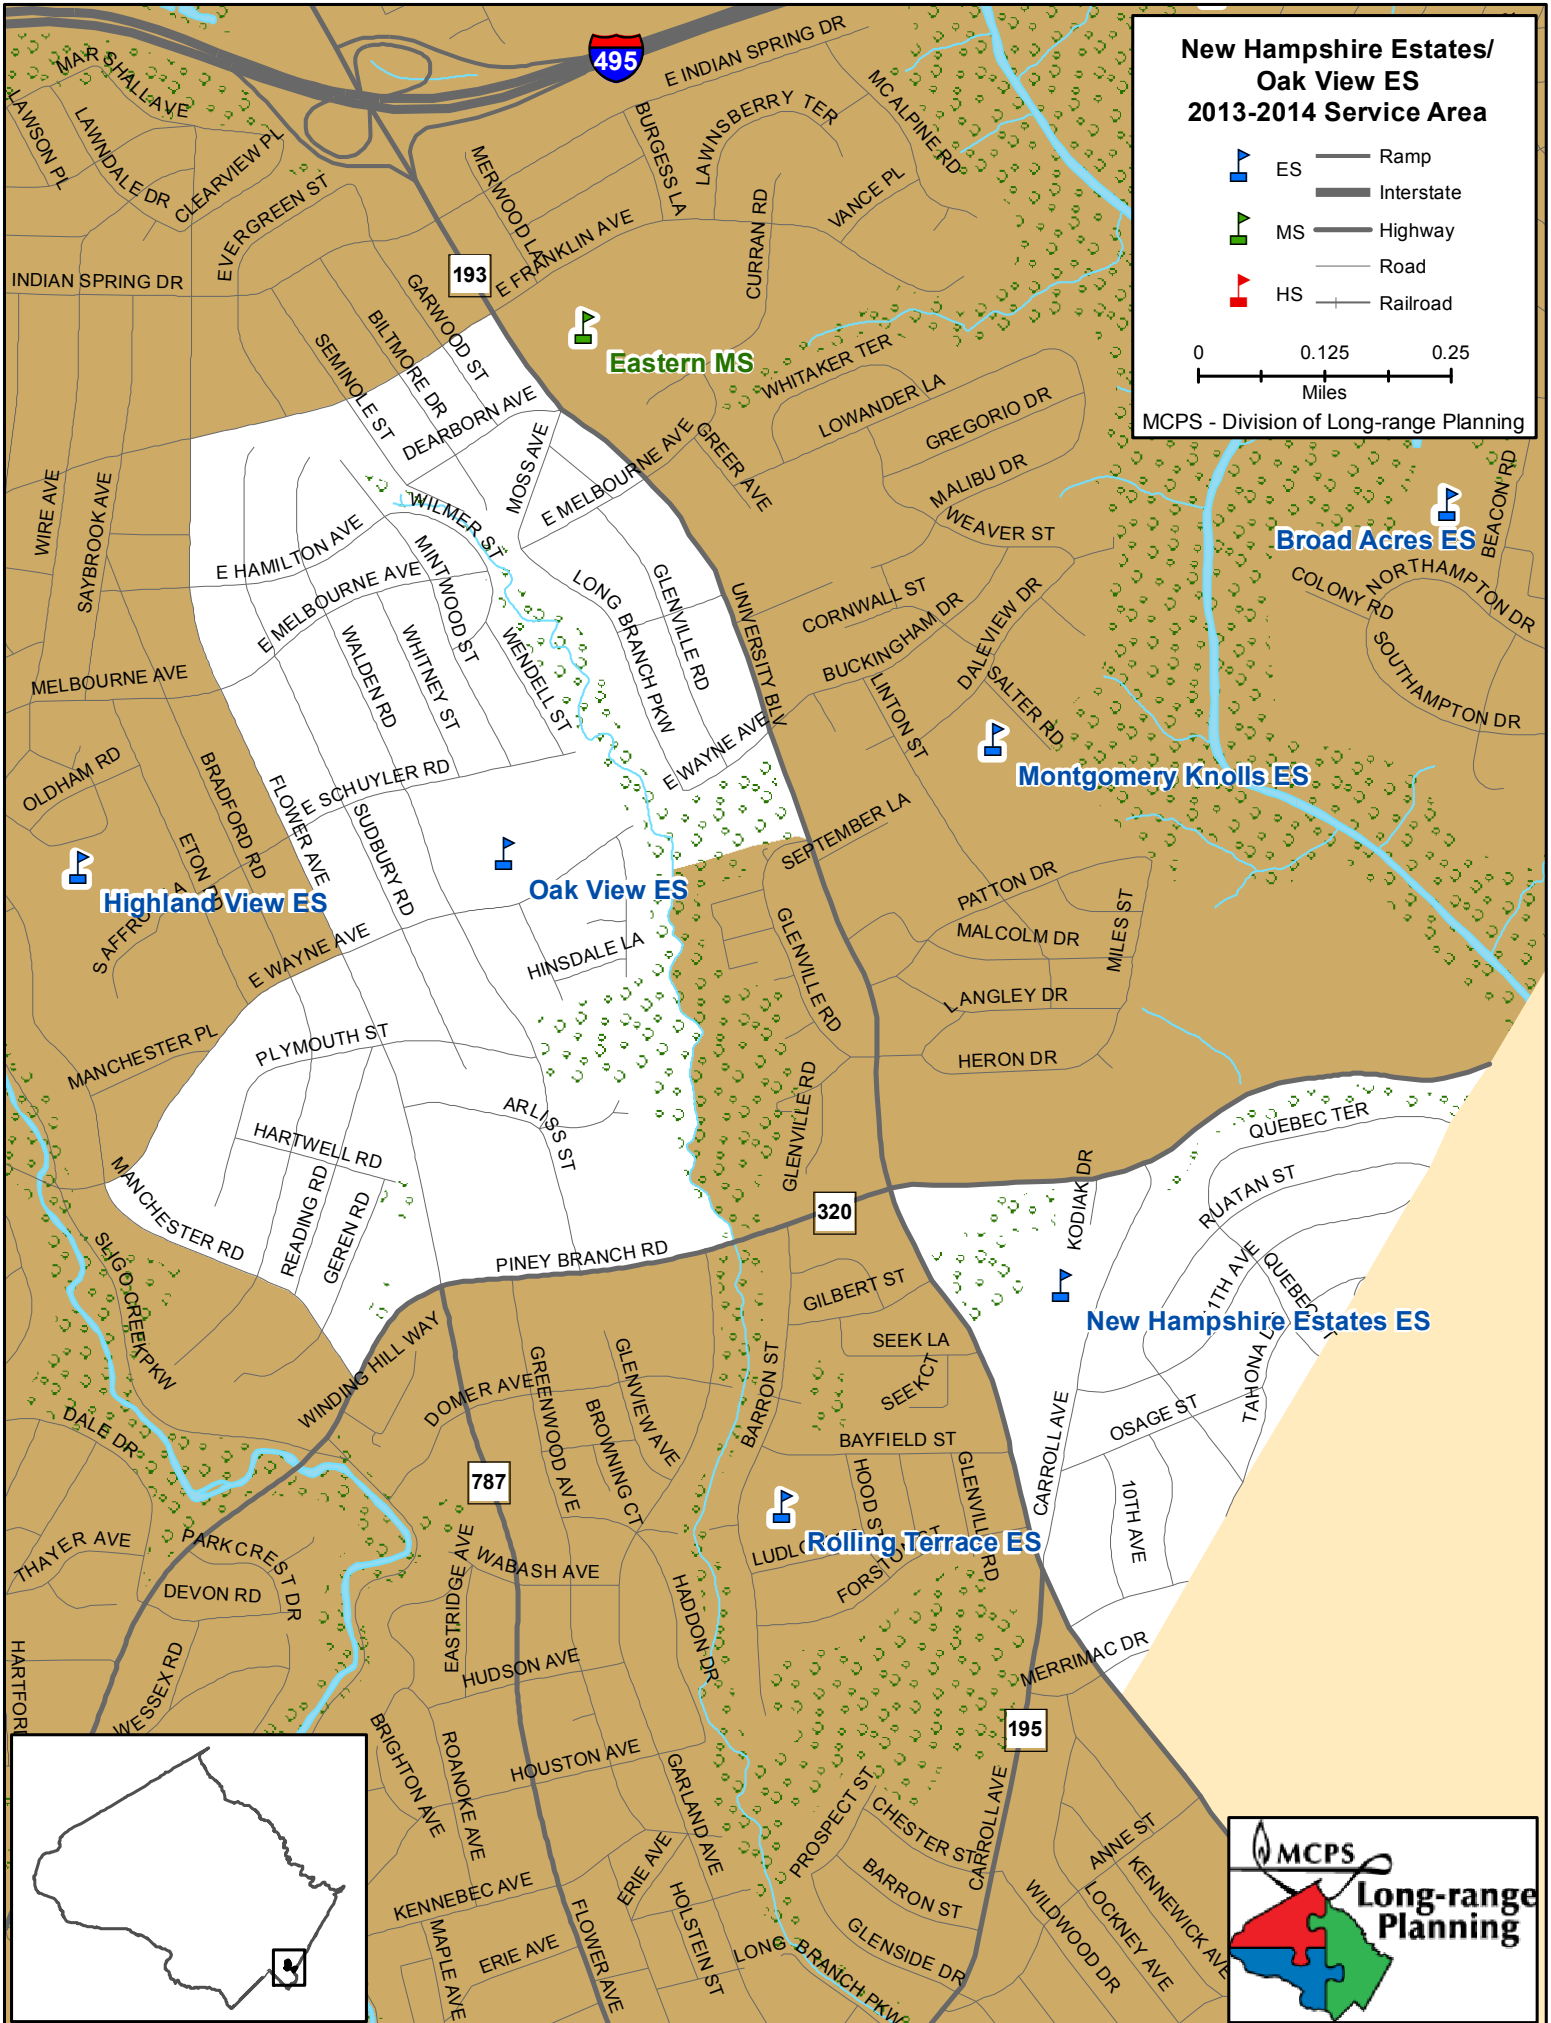 New Hampshire Estates/
Oak View ES
2013-2014 Service Area
ES
Ramp
Interstate
MS
Highway
Road
HS
Railroad
0
0.125
0.25
Miles
MCPS - Division of Long-range Planning
495
E INDIAN SPRING DR
MARSHALL AVE
LAWSON PL
LAWNDALE DR
CLEARVIEW PL
EVERGREEN ST
MERWOOD LA
BURGESS LA
LAWNSBERRY TER
MC ALPINE RD
VANCE PL
CURRAN RD
E FRANKLIN AVE
INDIAN SPRING DR
193
GARWOOD ST
BILTMORE DR
SEMINOLE ST
DEARBORN AVE
Eastern MS
WHITAKER TER
LOWANDER LA
GREGORIO DR
MALIBU DR
GREER AVE
WEAVER ST
MOSS AVE
E MELBOURNE AVE
WIRE AVE
SAYBROOK AVE
WILMER ST
E HAMILTON AVE
E MELBOURNE AVE
MINTWOOD ST
LONG BRANCH PKW
GLENVILLE RD
UNIVERSITY BLV
CORNWALL ST
BUCKINGHAM DR
DALEVIEW DR
Broad Acres ES
BEACON RD
COLONY RD
NORTHAMPTON DR
SOUTHAMPTON DR
MELBOURNE AVE
WALDEN RD
WHITNEY ST
WENDELL ST
E WAYNE AVE
LINTON ST
SALTER RD
Montgomery Knolls ES
OLDHAM RD
BRADFORD RD
FLOWER AVE
E SCHUYLER RD
SUDBURY RD
SEPTEMBER LA
ETON RD
Highland View ES
Oak View ES
E WAYNE AVE
HINSDALE LA
GLENVILLE RD
PATTON DR
MALCOLM DR
MILES ST
LANGLEY DR
HERON DR
MANCHESTER PL
PLYMOUTH ST
ARLISS ST
HARTWELL RD
READING RD
GEREN RD
MANCHESTER RD
GLENVILLE RD
320
PINEY BRANCH RD
QUEBEC TER
RUATAN ST
KODIAK DR
11TH AVE
QUEBEC ST
New Hampshire Estates ES
SLIGO CREEK PKW
WINDING HILL WAY
DOMER AVE
GREENWOOD AVE
GLENVIEW AVE
BROWNING CT
GILBERT ST
SEEK LA
SEEK CT
BARRON ST
BAYFIELD ST
HOOD ST
GLENVILLE RD
CARROLL AVE
OSAGE ST
10TH AVE
DALE DR
787
Rolling Terrace ES
THAYER AVE
PARK CREST DR
DEVON RD
EASTRIDGE AVE
WABASH AVE
HADDON DR
HUDSON AVE
MERRIMAC DR
195
HARTFORD
WESSEX RD
BRIGHTON AVE
ROANOKE AVE
HOUSTON AVE
GARLAND AVE
PROSPECT ST
CHESTER ST
CARROLL AVE
ANNE ST
KENNEBEC AVE
ERIE AVE
BARRON ST
WILDWOOD DR
LOCKNEY AVE
KENNEWICK AVE
MAPLE AVE
ERIE AVE
FLOWER AVE
HOLSTEIN ST
LONG BRANCH PKW
GLENSIDE DR
MCPS
Long-range
Planning